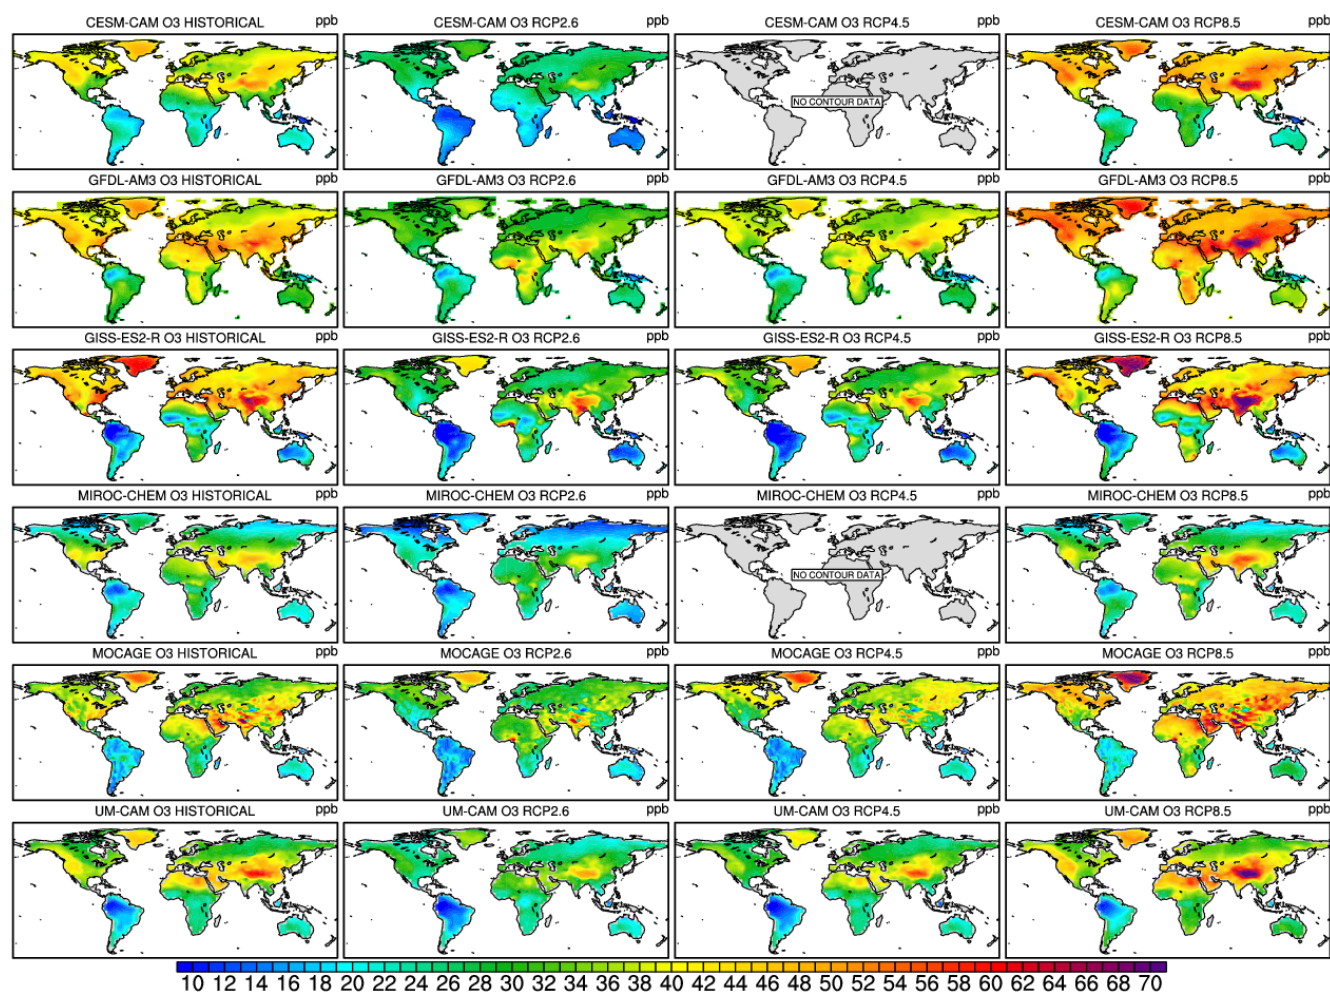 CESM-CAM O3 HISTORICAL ppb CESM-CAM O3 RCP2.6 ppb CESM-CAM O3 RCP4.5 ppb CESM-CAM O3 RCP8.5 ppb
NO CONTOUR DATA
GFDL-AM3 O3 HISTORICAL ppb GFDL-AM3 O3 RCP2.6 ppb GFDL-AM3 O3 RCP4.5 ppb GFDL-AM3 O3 RCP8.5 ppb
GISS-ES2-R O3 HISTORICAL ppb GISS-ES2-R O3 RCP2.6 ppb GISS-ES2-R O3 RCP4.5 ppb GISS-ES2-R O3 RCP8.5 ppb
MIROC-CHEM O3 HISTORICAL ppb MIROC-CHEM O3 RCP2.6 ppb MIROC-CHEM O3 RCP4.5 ppb MIROC-CHEM O3 RCP8.5 ppb
NO CONTOUR DATA
MOCAGE O3 HISTORICAL ppb MOCAGE O3 RCP2.6 ppb MOCAGE O3 RCP4.5 ppb MOCAGE O3 RCP8.5 ppb
UM-CAM O3 HISTORICAL ppb UM-CAM O3 RCP2.6 ppb UM-CAM O3 RCP4.5 ppb UM-CAM O3 RCP8.5 ppb
10 12 14 16 18 20 22 24 26 28 30 32 34 36 38 40 42 44 46 48 50 52 54 56 58 60 62 64 66 68 70